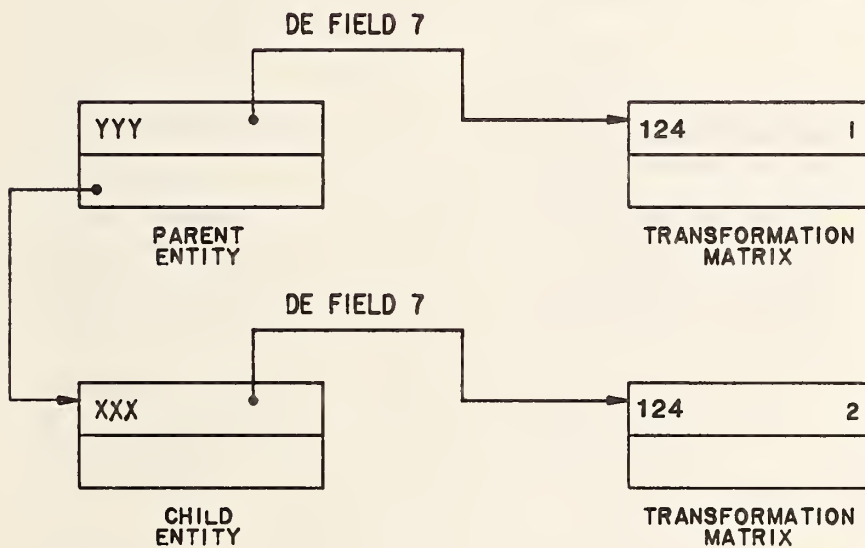 DE FIELD 7
YYY
124 1
PARENT
ENTITY
TRANSFORMATION
MATRIX
DE FIELD 7
XXX
124 2
CHILD
ENTITY
TRANSFORMATION
MATRIX